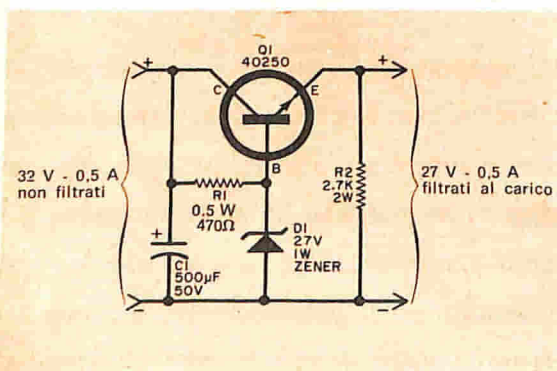 Q1
40250
+
+
C
E
B
32 V - 0,5 A
non filtrati
R1
0.5 W
470Ω
R2
2.7K
2W
27 V - 0,5 A
filtrati al carico
D1
27V
1W
ZENER
+
C1
500µF
50V
-
-